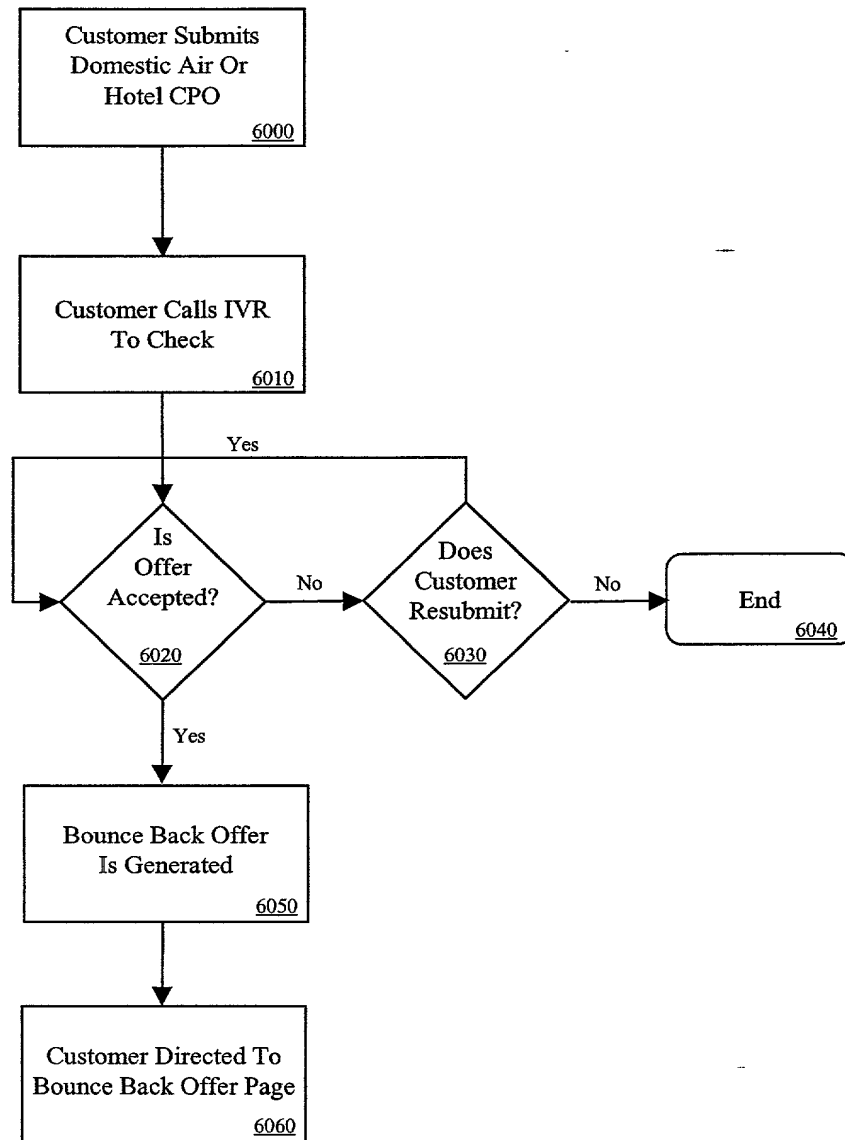 Customer Submits
Domestic Air Or
Hotel CPO
6000
Customer Calls IVR
To Check
6010
Yes
Is
Offer
Accepted?
6020
No
Does
Customer
Resubmit?
6030
No
End
6040
Yes
Bounce Back Offer
Is Generated
6050
Customer Directed To
Bounce Back Offer Page
6060